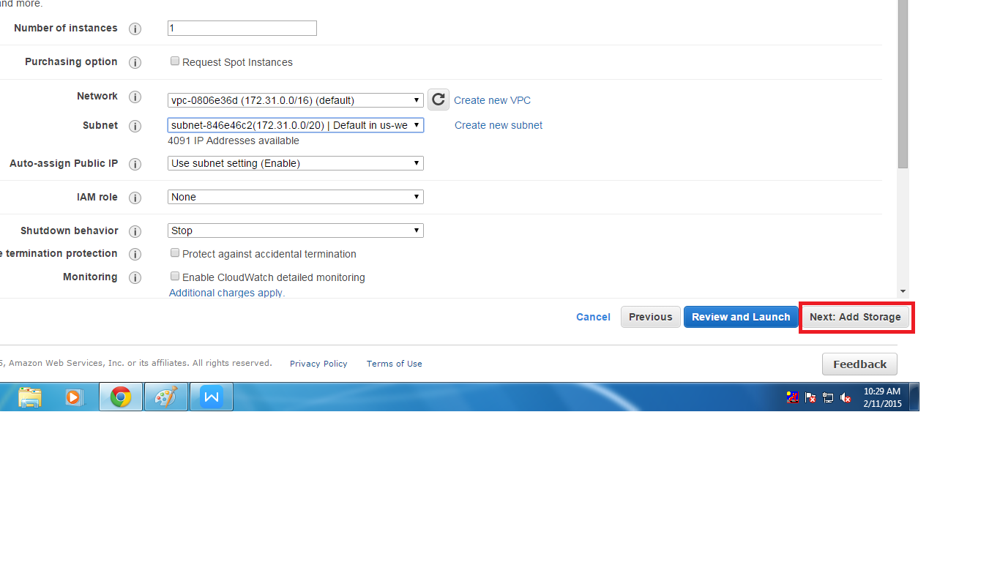 and more.
Number of instances i 1
Purchasing option i Request Spot Instances
Network i vpc-0806e36d (172.31.0.0/16) (default) Create new VPC
Subnet i subnet-846e46c2(172.31.0.0/20) | Default in us-we Create new subnet
4091 IP Addresses available
Auto-assign Public IP i Use subnet setting (Enable)
IAM role i None
Shutdown behavior i Stop
e termination protection i Protect against accidental termination
Monitoring i Enable CloudWatch detailed monitoring
Additional charges apply.
Cancel Previous Review and Launch Next: Add Storage
5, Amazon Web Services, Inc. or its affiliates. All rights reserved. Privacy Policy Terms of Use
Feedback
10:29 AM
2/11/2015